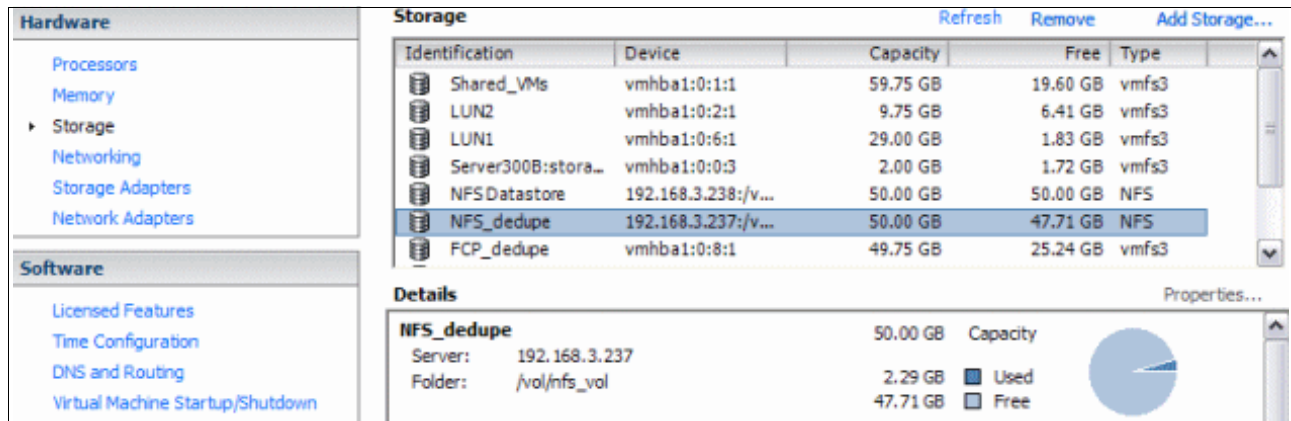 Hardware
Processors
Memory
Storage
Networking
Storage Adapters
Network Adapters
Software
Licensed Features
Time Configuration
DNS and Routing
Virtual Machine Startup/Shutdown
Storage Refresh Remove Add Storage...
Identification Device Capacity Free Type
Shared_VMs vmhba1:0:1:1 59.75 GB 19.60 GB vmfs3
LUN2 vmhba1:0:2:1 9.75 GB 6.41 GB vmfs3
LUN1 vmhba1:0:6:1 29.00 GB 1.83 GB vmfs3
Server300B:stora... vmhba1:0:0:3 2.00 GB 1.72 GB vmfs3
NFSDatastore 192.168.3.238:/v... 50.00 GB 50.00 GB NFS
NFS_dedupe 192.168.3.237:/v... 50.00 GB 47.71 GB NFS
FCP_dedupe vmhba1:0:8:1 49.75 GB 25.24 GB vmfs3
Details Properties...
NFS_dedupe 50.00 GB Capacity
Server: 192.168.3.237
Folder: /vol/nfs_vol 2.29 GB Used
47.71 GB Free